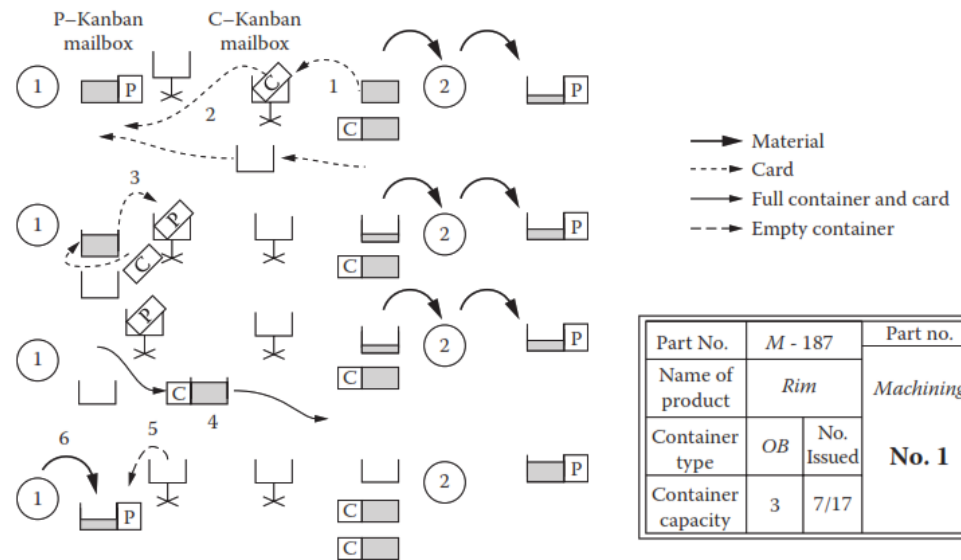 P–Kanban
mailbox
C–Kanban
mailbox
1
P
C
1
2
P
2
C
3
1
P
C
2
P
C
P
1
C
4
2
P
C
6
5
1
P
2
P
C
C
Material
Card
Full container and card
Empty container
Part No.
M - 187
Part no.
Name of
product
Rim
Machining
Container
type
OB
No.
Issued
No. 1
Container
capacity
3
7/17